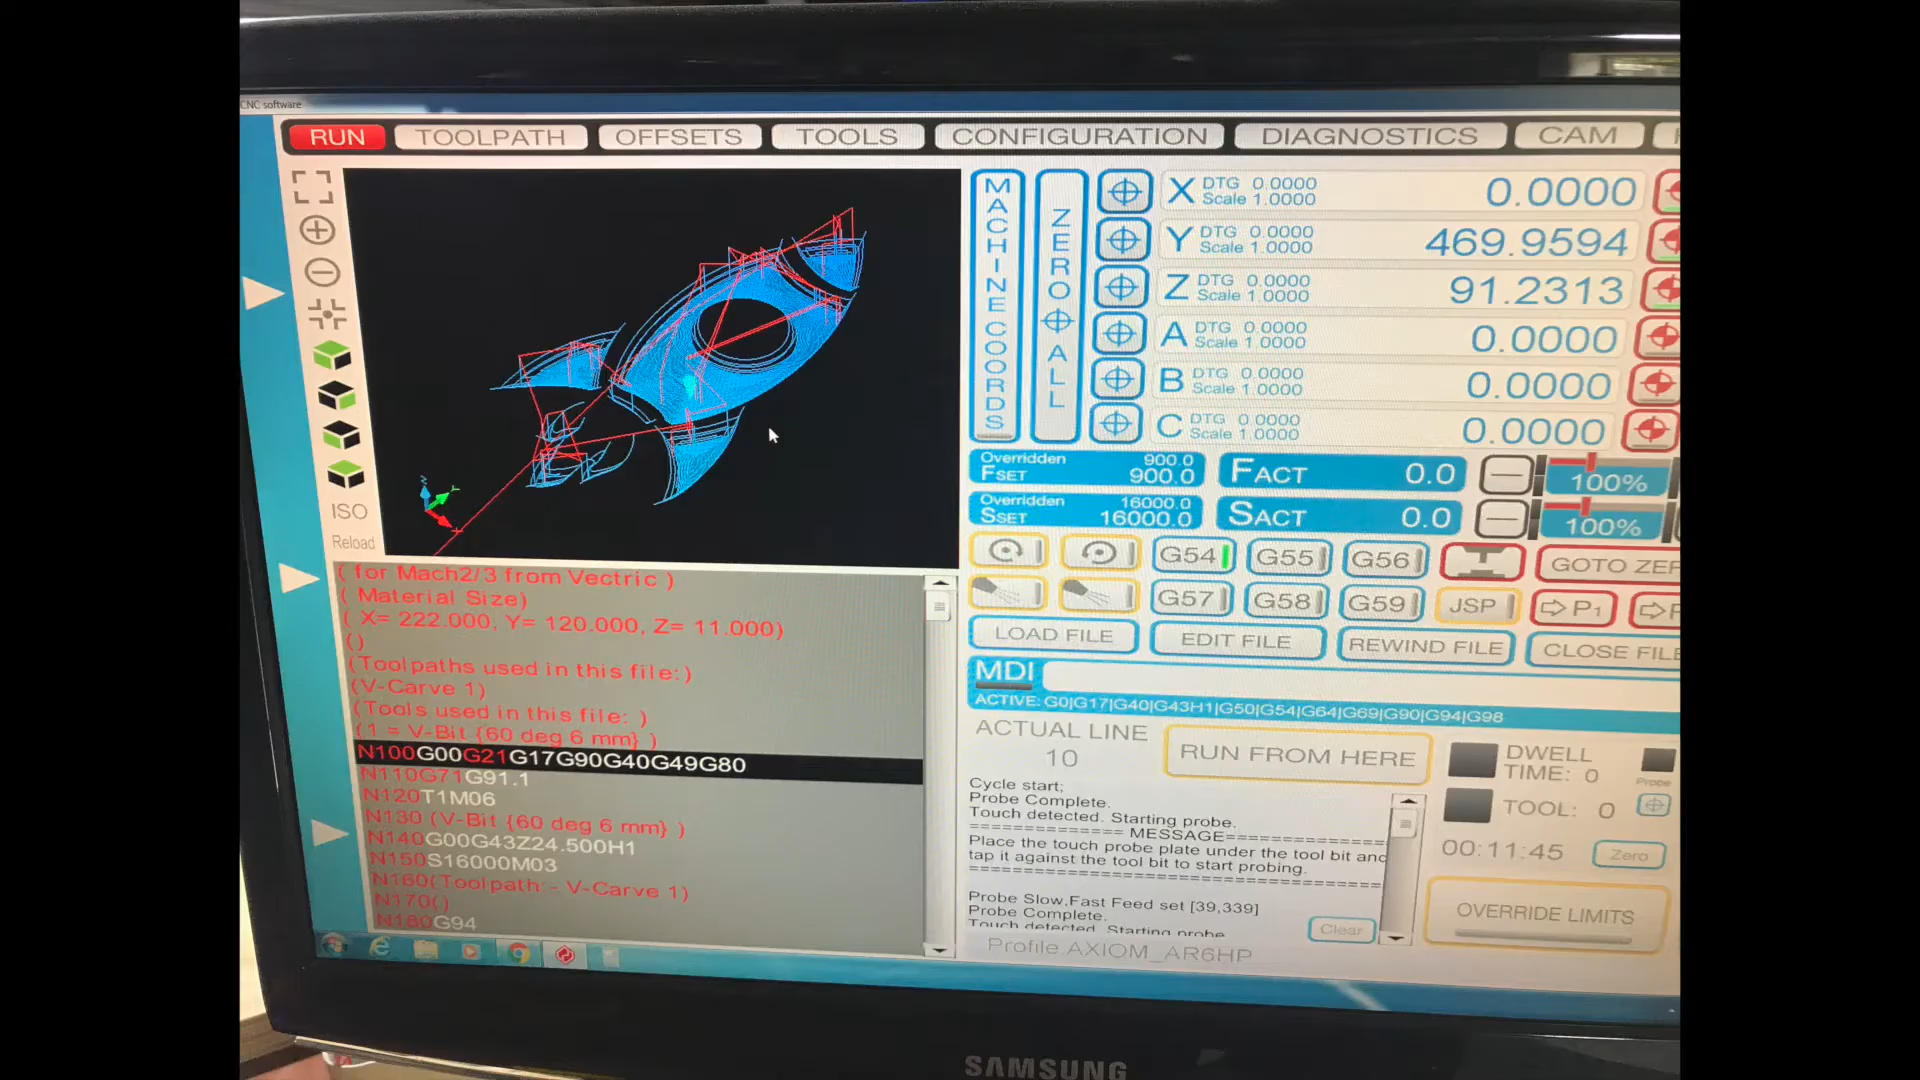 CNC software
RUN TOOLPATH OFFSETS TOOLS CONFIGURATION DIAGNOSTICS CAM
MACHINE COORDS
ZERO ALL
X DTG 0.0000 Scale 1.0000 0.0000
Y DTG 0.0000 Scale 1.0000 469.9594
Z DTG 0.0000 Scale 1.0000 91.2313
A DTG 0.0000 Scale 1.0000 0.0000
B DTG 0.0000 Scale 1.0000 0.0000
C DTG 0.0000 Scale 1.0000 0.0000
Overridden 900.0
FSET 900.0
FACT 0.0
100%
Overridden 16000.0
SSET 16000.0
SACT 0.0
100%
G54 G55 G56 GOTO
G57 G58 G59 JSP P1
LOAD FILE EDIT FILE REWIND FILE CLOSE FILE
MDI
ACTIVE: G0|G17|G40|G43H1|G50|G54|G64|G69|G90|G94|G98
ISO
Reload
( for Mach2/3 from Vectric )
( Material Size)
( X= 222.000, Y= 120.000, Z= 11.000)
()
(Toolpaths used in this file:)
(V-Carve 1)
(Tools used in this file: )
(1 = V-Bit {60 deg 6 mm} )
N100G00G21G17G90G40G49G80
N110G71G91.1
N120T1M06
N130 (V-Bit {60 deg 6 mm} )
N140G00G43Z24.500H1
N150S16000M03
N160(Toolpath:- V-Carve 1)
N170()
N180G94
ACTUAL LINE
10
RUN FROM HERE
DWELL
TIME: 0
Probe
TOOL: 0
00:11:45 Zero
OVERRIDE LIMITS
Cycle start;
Probe Complete.
Touch detected. Starting probe.
============== MESSAGE=================
Place the touch probe plate under the tool bit and
tap it against the tool bit to start probing.
Probe Slow,Fast Feed set [39,339]
Probe Complete.
Touch detected. Starting probe
Clear
Profile AXIOM_AR6HP
SAMSUNG